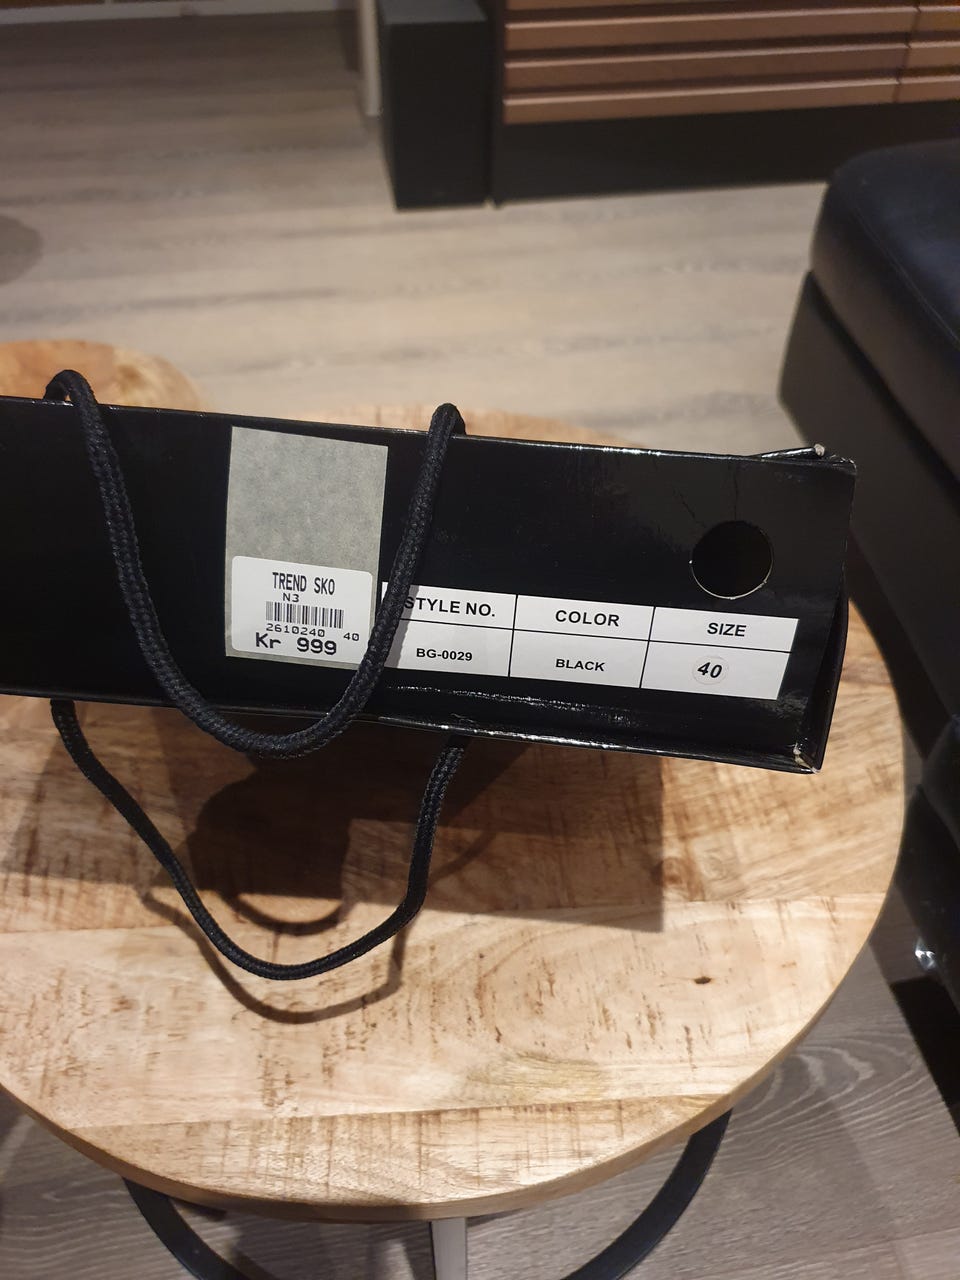 TREND SKO
N3
2610240 40
Kr 999
STYLE NO. COLOR SIZE
BG-0029 BLACK 40